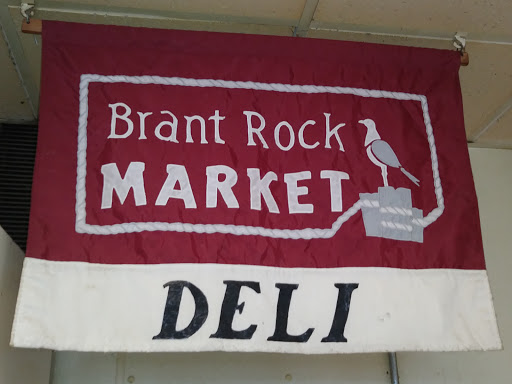 Brant Rock
MARKET
DELI